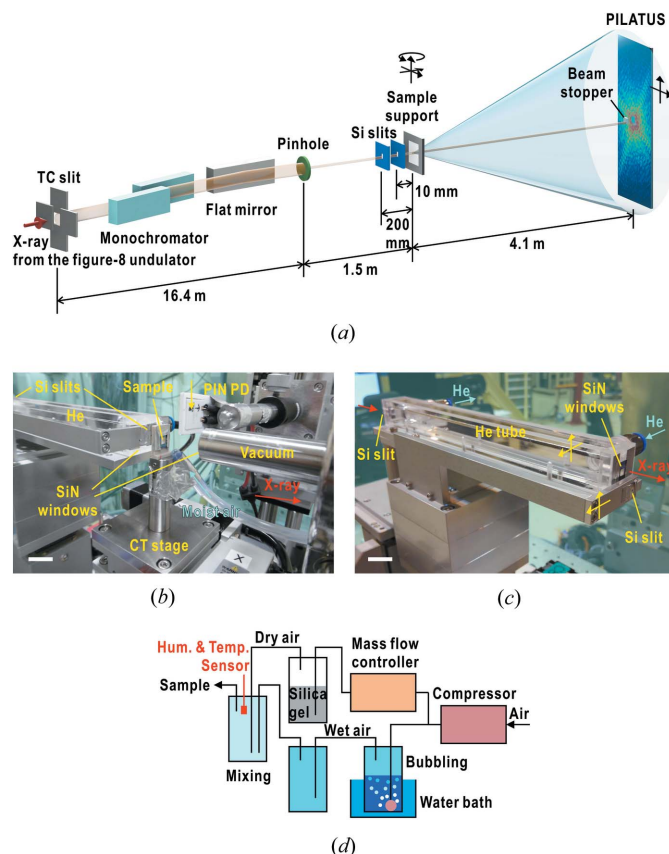 PILATUS
Beam
stopper
Sample
support
Si slits
Pinhole
10 mm
TC slit
Flat mirror
200
mm
Monochromator
X-ray
from the figure-8 undulator
4.1 m
1.5 m
16.4 m
(a)
Si slits
Sample
PIN PD
He
Vacuum
SiN
windows
X-ray
Moist air
CT stage
(b)
He
SiN
windows
He
Si slit
He tube
X-ray
Si slit
(c)
Dry air
Hum. & Temp.
Sensor
Mass flow
controller
Sample
Silica
gel
Compressor
Air
Wet air
Mixing
Bubbling
Water bath
(d)